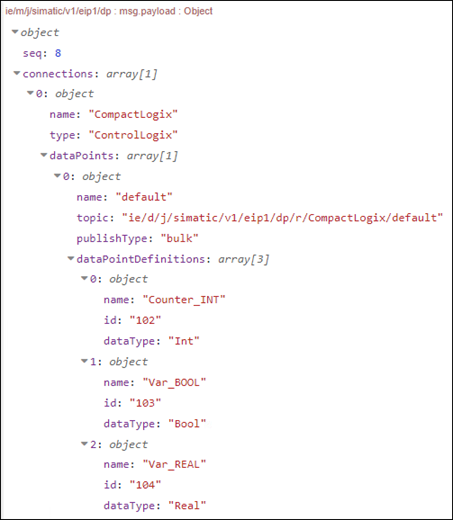 ie/m/j/simatic/v1/eip1/dp : msg.payload : Object
object
seq: 8
connections: array[1]
0: object
name: "CompactLogix"
type: "ControlLogix"
dataPoints: array[1]
0: object
name: "default"
topic: "ie/d/j/simatic/v1/eip1/dp/r/CompactLogix/default"
publishType: "bulk"
dataPointDefinitions: array[3]
0: object
name: "Counter_INT"
id: "102"
dataType: "Int"
1: object
name: "Var_BOOL"
id: "103"
dataType: "Bool"
2: object
name: "Var_REAL"
id: "104"
dataType: "Real"